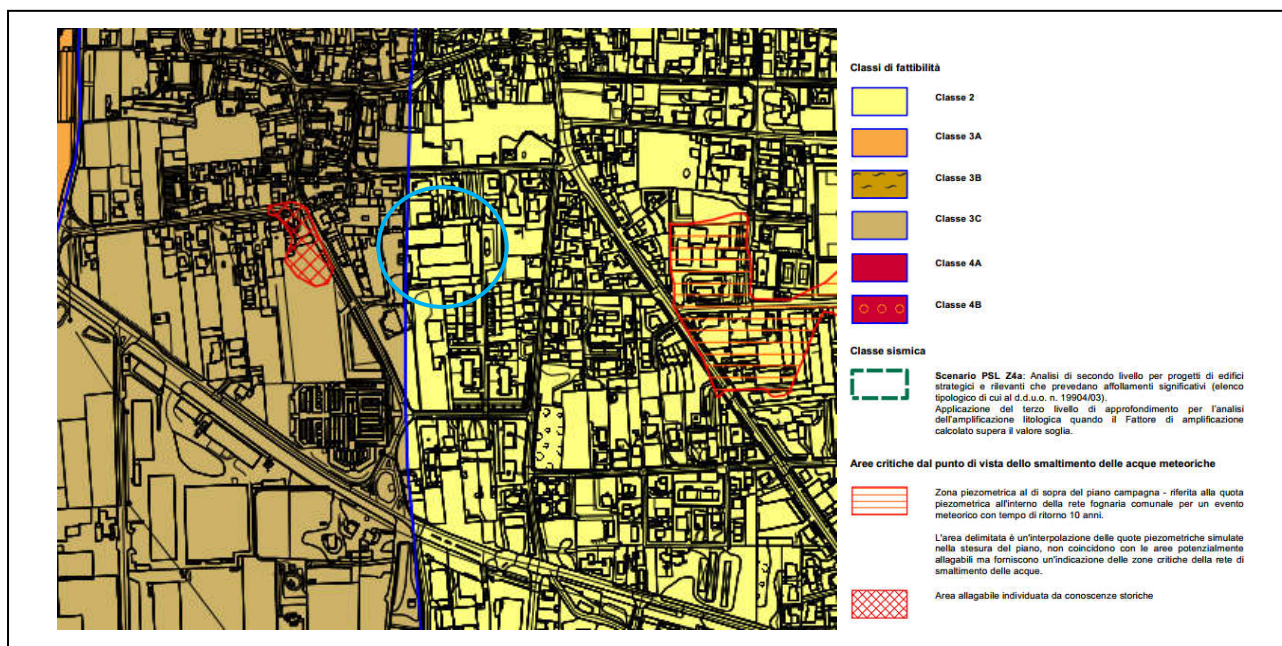 Classi di fattibilità
Classe 2
Classe 3A
Classe 3B
Classe 3C
Classe 4A
Classe 4B
Classe sismica
Scenario PSL Z4a: Analisi di secondo livello per progetti di edifici
strategici e rilevanti che prevedano affollamenti significativi (elenco
tipologico di cui al d.d.u.o. n. 19904/03).
Applicazione del terzo livello di approfondimento per l'analisi
dell'amplificazione litologica quando il Fattore di amplificazione
calcolato supera il valore soglia.
Aree critiche dal punto di vista dello smaltimento delle acque meteoriche
Zona piezometrica al di sopra del piano campagna - riferita alla quota
piezometrica all'interno della rete fognaria comunale per un evento
meteorico con tempo di ritorno 10 anni.
L'area delimitata è un'interpolazione delle quote piezometriche simulate
nella stesura del piano, non coincidono con le aree potenzialmente
allagabili ma forniscono un'indicazione delle zone critiche della rete di
smaltimento delle acque.
Area allagabile individuata da conoscenze storiche